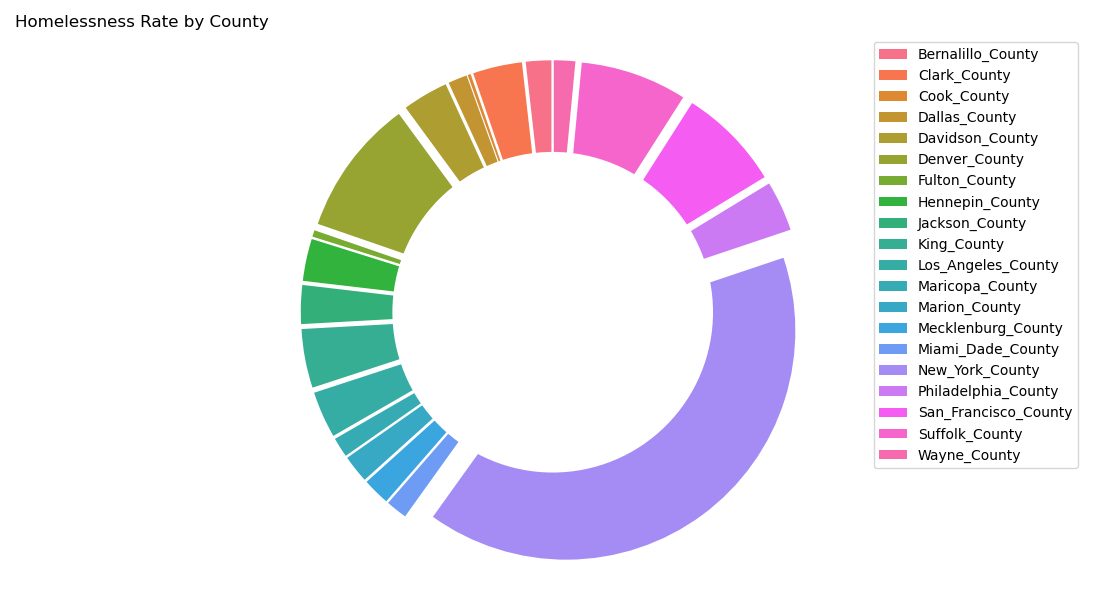 Homelessness Rate by County
Bernalillo_County
Clark_County
Cook_County
Dallas_County
Davidson_County
Denver_County
Fulton_County
Hennepin_County
Jackson_County
King_County
Los_Angeles_County
Maricopa_County
Marion_County
Mecklenburg_County
Miami_Dade_County
New_York_County
Philadelphia_County
San_Francisco_County
Suffolk_County
Wayne_County